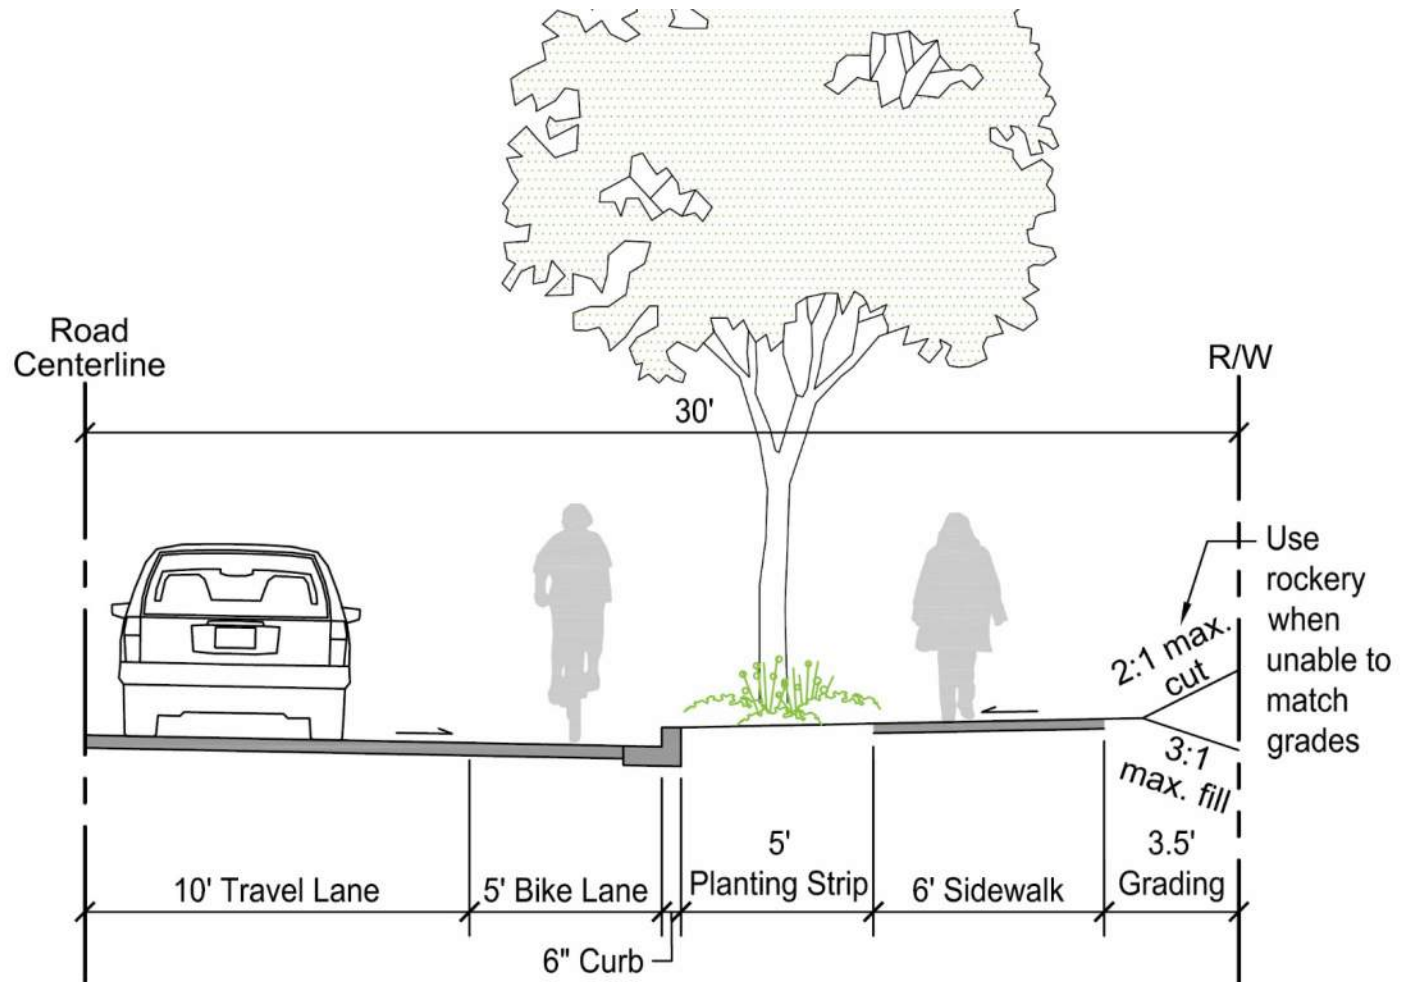 Road
Centerline
R/W
30'
Use
rockery
when
unable to
match
grades
2:1 max.
cut
3:1
max. fill
10' Travel Lane
5' Bike Lane
5'
Planting Strip
6' Sidewalk
3.5'
Grading
6" Curb